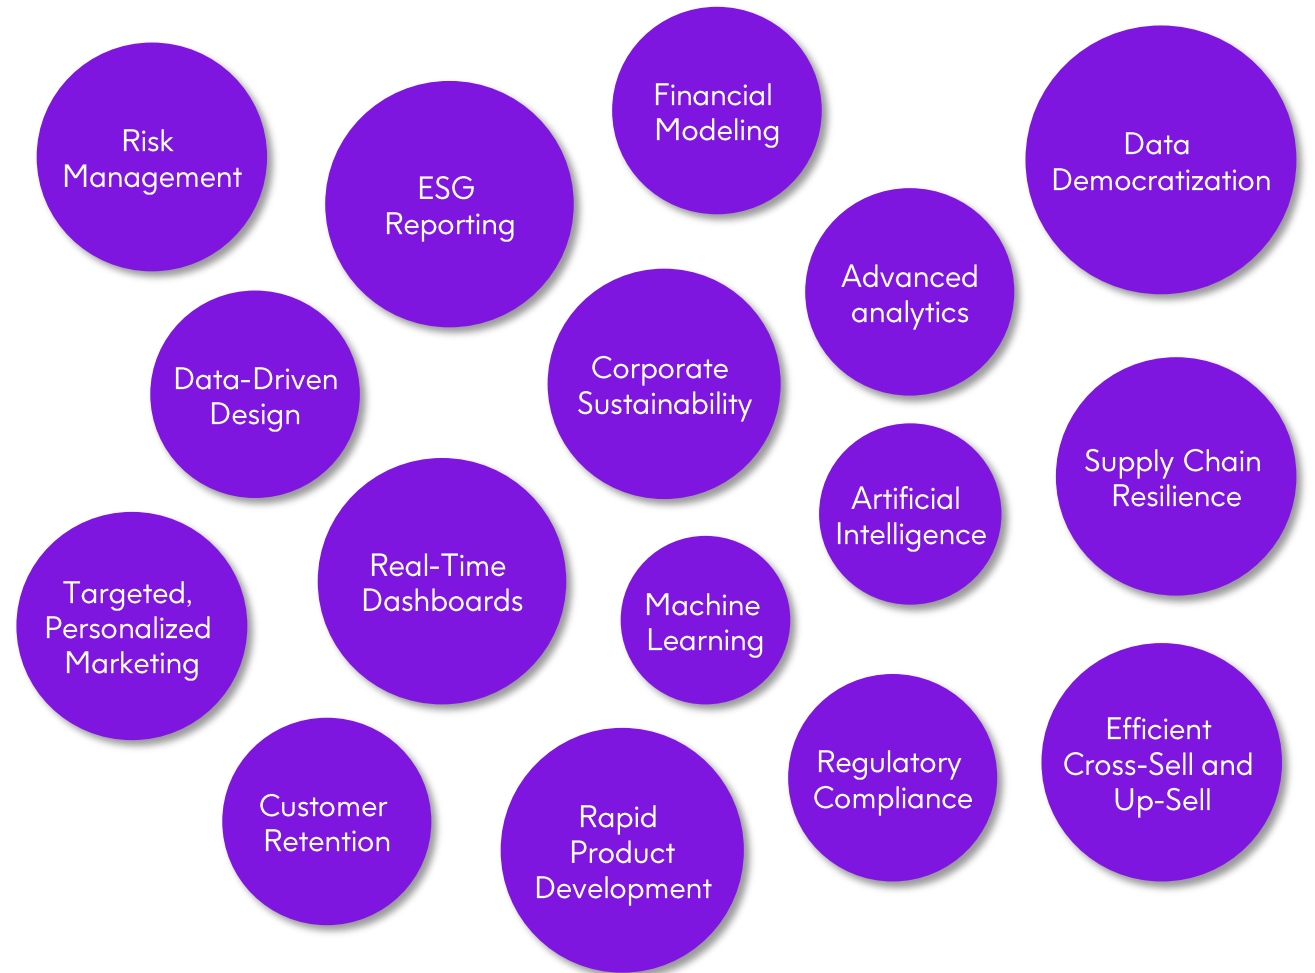 Risk
Management
ESG
Reporting
Financial
Modeling
Data
Democratization
Advanced
analytics
Data-Driven
Design
Corporate
Sustainability
Supply Chain
Resilience
Artificial
Intelligence
Targeted,
Personalized
Marketing
Real-Time
Dashboards
Machine
Learning
Customer
Retention
Rapid
Product
Development
Regulatory
Compliance
Efficient
Cross-Sell and
Up-Sell